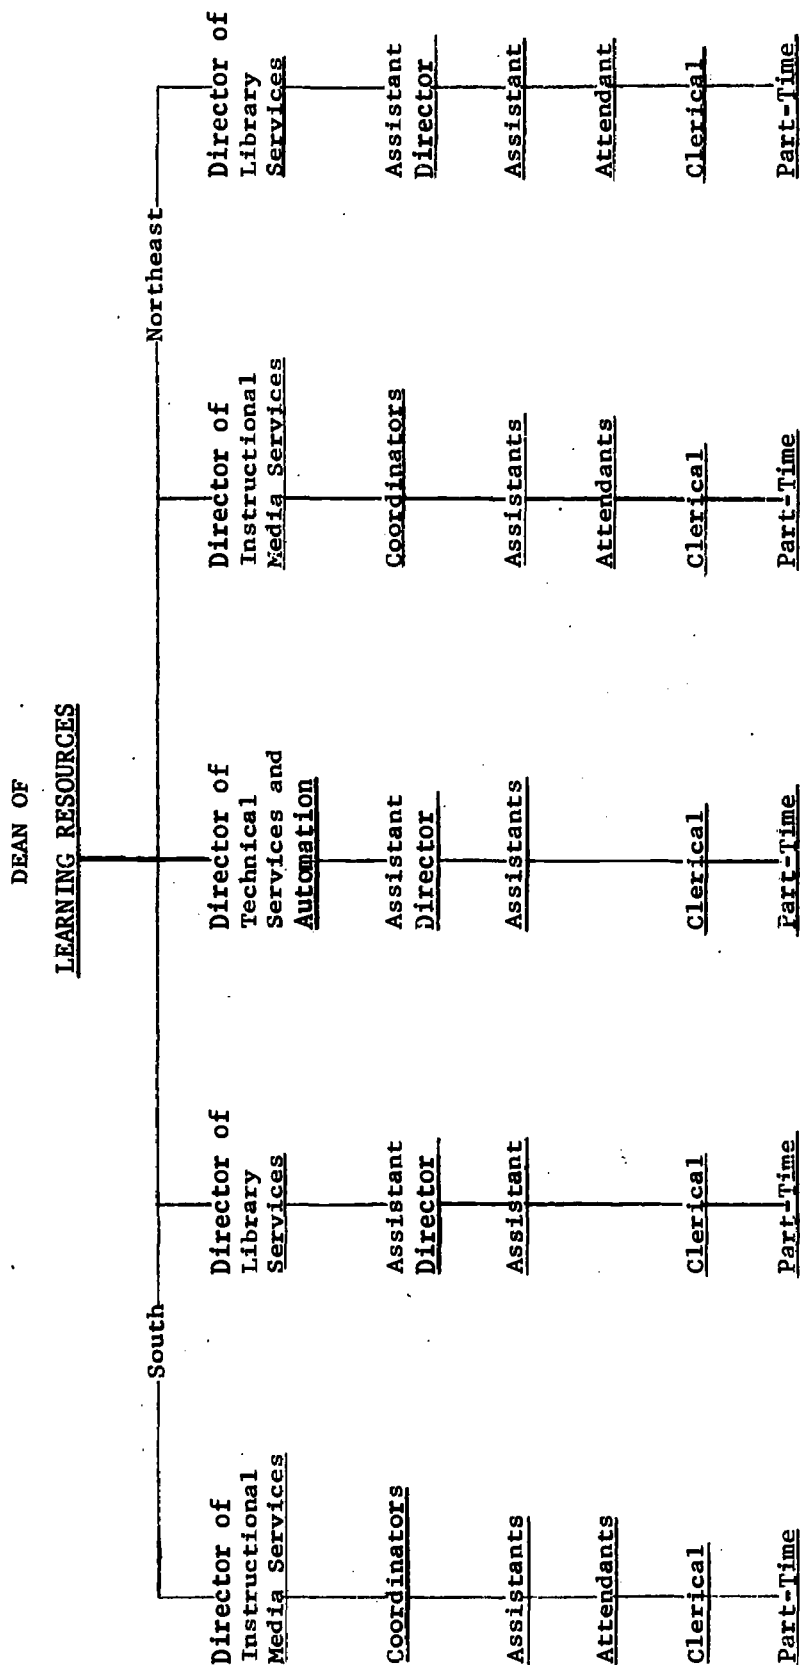 DEAN OF
LEARNING RESOURCES
South
Northeast
Director of
Instructional
Media Services
Coordinators
Assistants
Attendants
Clerical
Part-Time
Director of
Library
Services
Assistant
Director
Assistant
Clerical
Part-Time
Director of
Technical
Services and
Automation
Assistant
Director
Assistants
Clerical
Part-Time
Director of
Instructional
Media Services
Coordinators
Assistants
Attendants
Clerical
Part-Time
Director of
Library
Services
Assistant
Director
Assistant
Attendant
Clerical
Part-Time